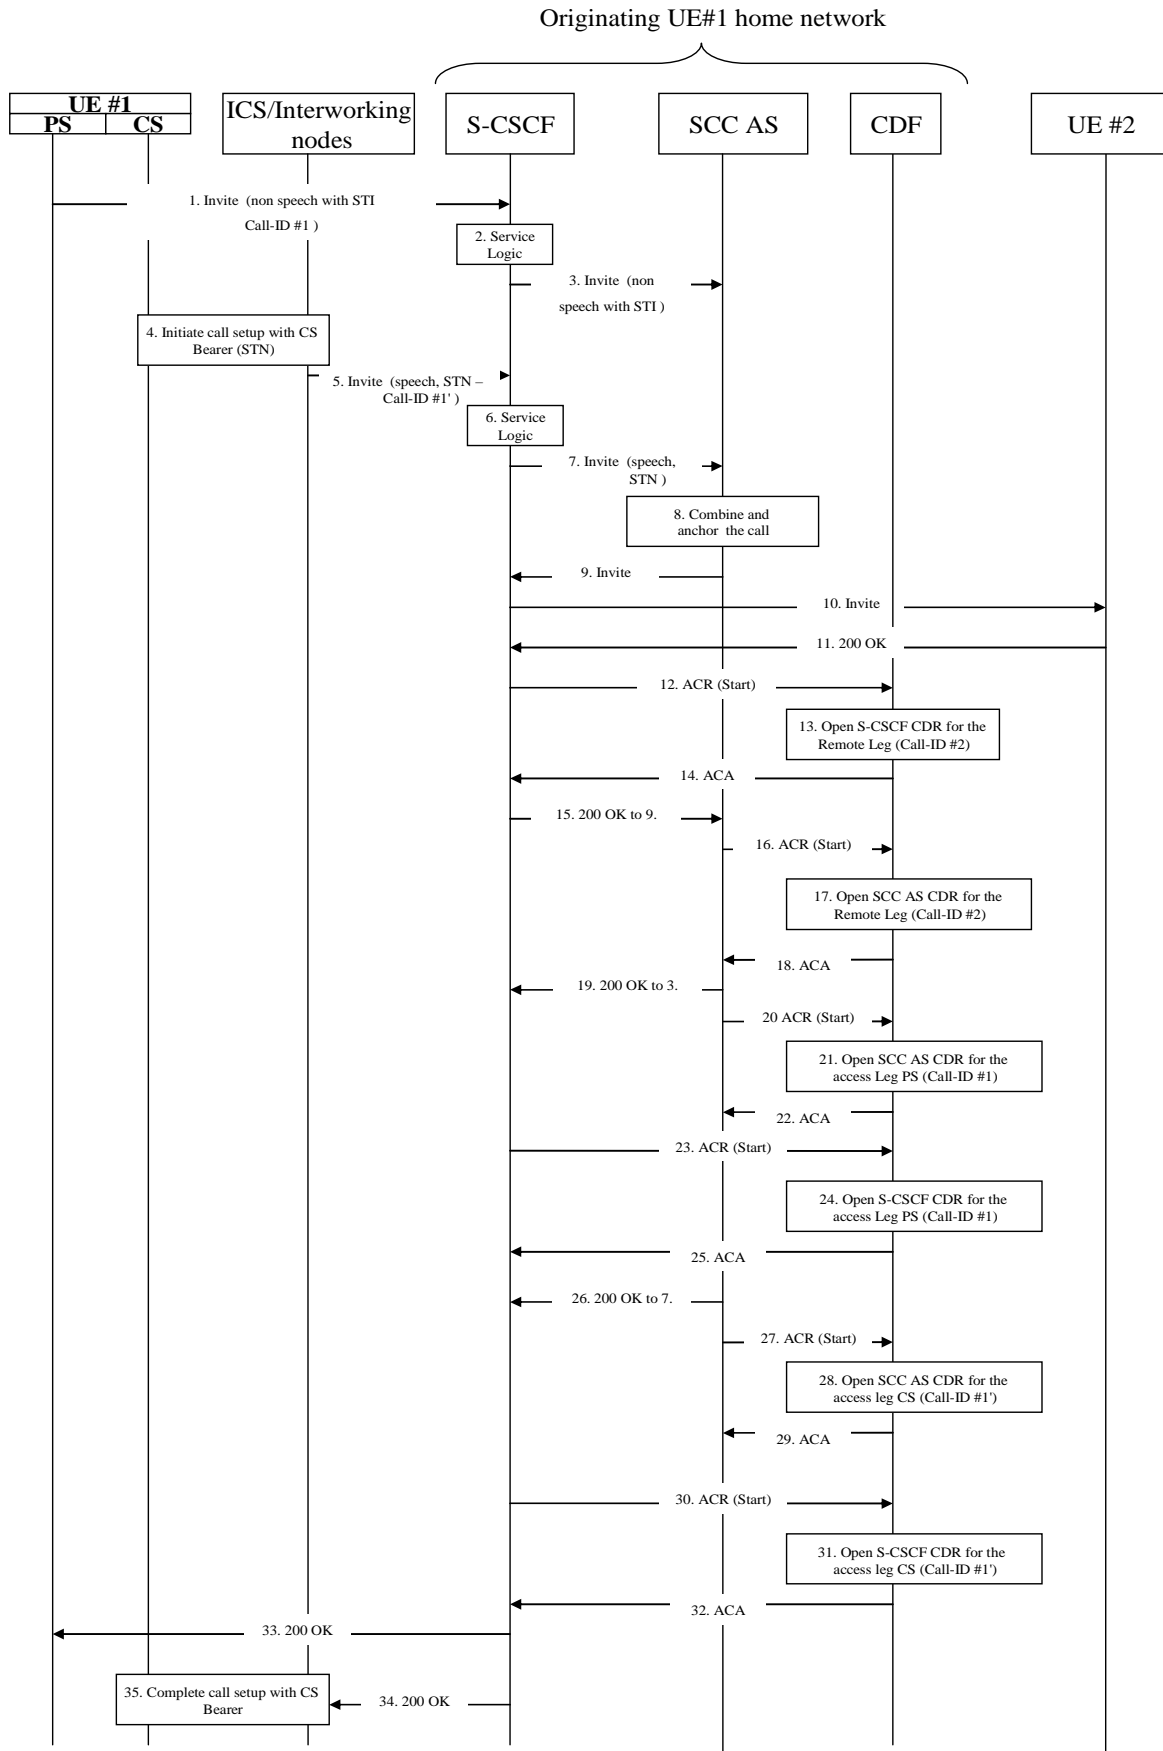 Originating UE#1 home network
UE #1
PS
CS
ICS/Interworking
nodes
S-CSCF
SCC AS
CDF
UE #2
1. Invite (non speech with STI
Call-ID #1 )
2. Service
Logic
3. Invite (non
speech with STI )
4. Initiate call setup with CS
Bearer (STN)
5. Invite (speech, STN –
Call-ID #1' )
6. Service
Logic
7. Invite (speech,
STN )
8. Combine and
anchor the call
9. Invite
10. Invite
11. 200 OK
12. ACR (Start)
13. Open S-CSCF CDR for the
Remote Leg (Call-ID #2)
14. ACA
15. 200 OK to 9.
16. ACR (Start)
17. Open SCC AS CDR for the
Remote Leg (Call-ID #2)
18. ACA
19. 200 OK to 3.
20 ACR (Start)
21. Open SCC AS CDR for the
access Leg PS (Call-ID #1)
22. ACA
23. ACR (Start)
24. Open S-CSCF CDR for the
access Leg PS (Call-ID #1)
25. ACA
26. 200 OK to 7.
27. ACR (Start)
28. Open SCC AS CDR for the
access leg CS (Call-ID #1')
29. ACA
30. ACR (Start)
31. Open S-CSCF CDR for the
access leg CS (Call-ID #1')
32. ACA
33. 200 OK
34. 200 OK
35. Complete call setup with CS
Bearer